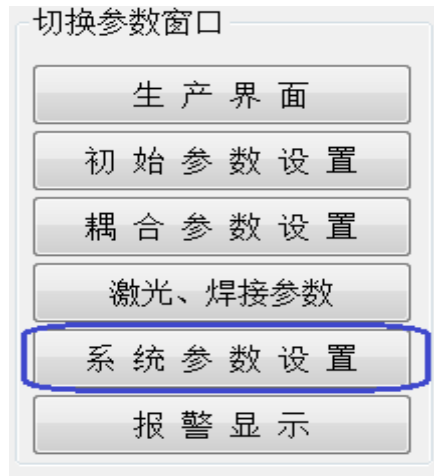 切换参数窗口
生产界面
初始参数设置
耦合参数设置
激光、焊接参数
系统参数设置
报警显示